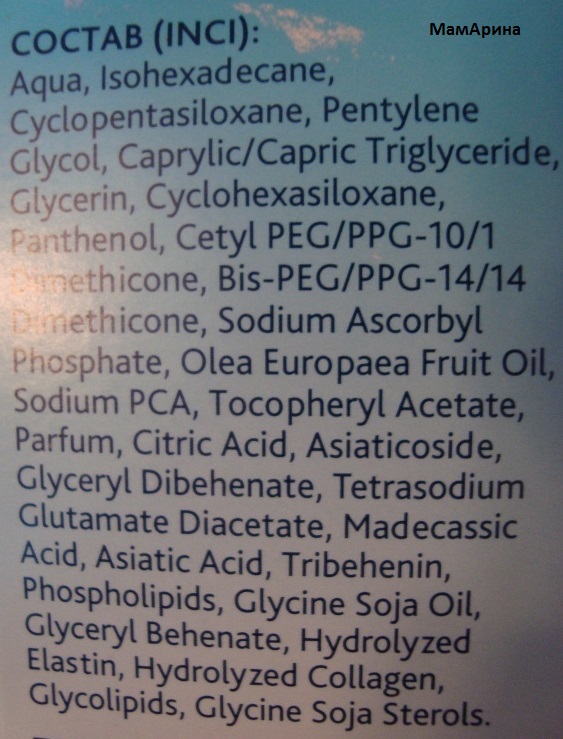 МамАрина
СОСТАВ (INCI):
Aqua, Isohexadecane,
Cyclopentasiloxane, Pentylene
Glycol, Caprylic/Capric Triglyceride,
Glycerin, Cyclohexasiloxane,
Panthenol, Cetyl PEG/PPG-10/1
Dimethicone, Bis-PEG/PPG-14/14
Dimethicone, Sodium Ascorbyl
Phosphate, Olea Europaea Fruit Oil,
Sodium PCA, Tocopheryl Acetate,
Parfum, Citric Acid, Asiaticoside,
Glyceryl Dibehenate, Tetrasodium
Glutamate Diacetate, Madecassic
Acid, Asiatic Acid, Tribehenin,
Phospholipids, Glycine Soja Oil,
Glyceryl Behenate, Hydrolyzed
Elastin, Hydrolyzed Collagen,
Glycolipids, Glycine Soja Sterols.